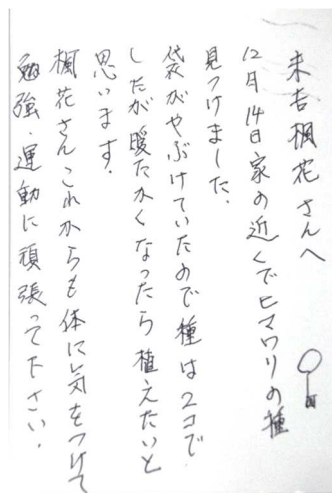 末吉楓花さんへ
12月14日家の近くでヒマワリの種
見つけました。
袋がやぶけていたので種は2コで
したが暖たかくなったら植えたいと
思います。
楓花さんこれからも体に気をつけて
勉強・運動に頑張って下さい。